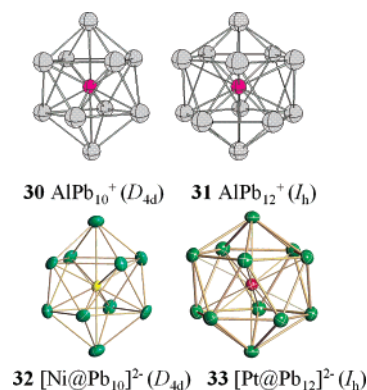 30 AlPb₁₀⁺ (D₄d) 31 AlPb₁₂⁺ (Iₕ)
32 [Ni@Pb₁₀]²⁻ (D₄d) 33 [Pt@Pb₁₂]²⁻ (Iₕ)